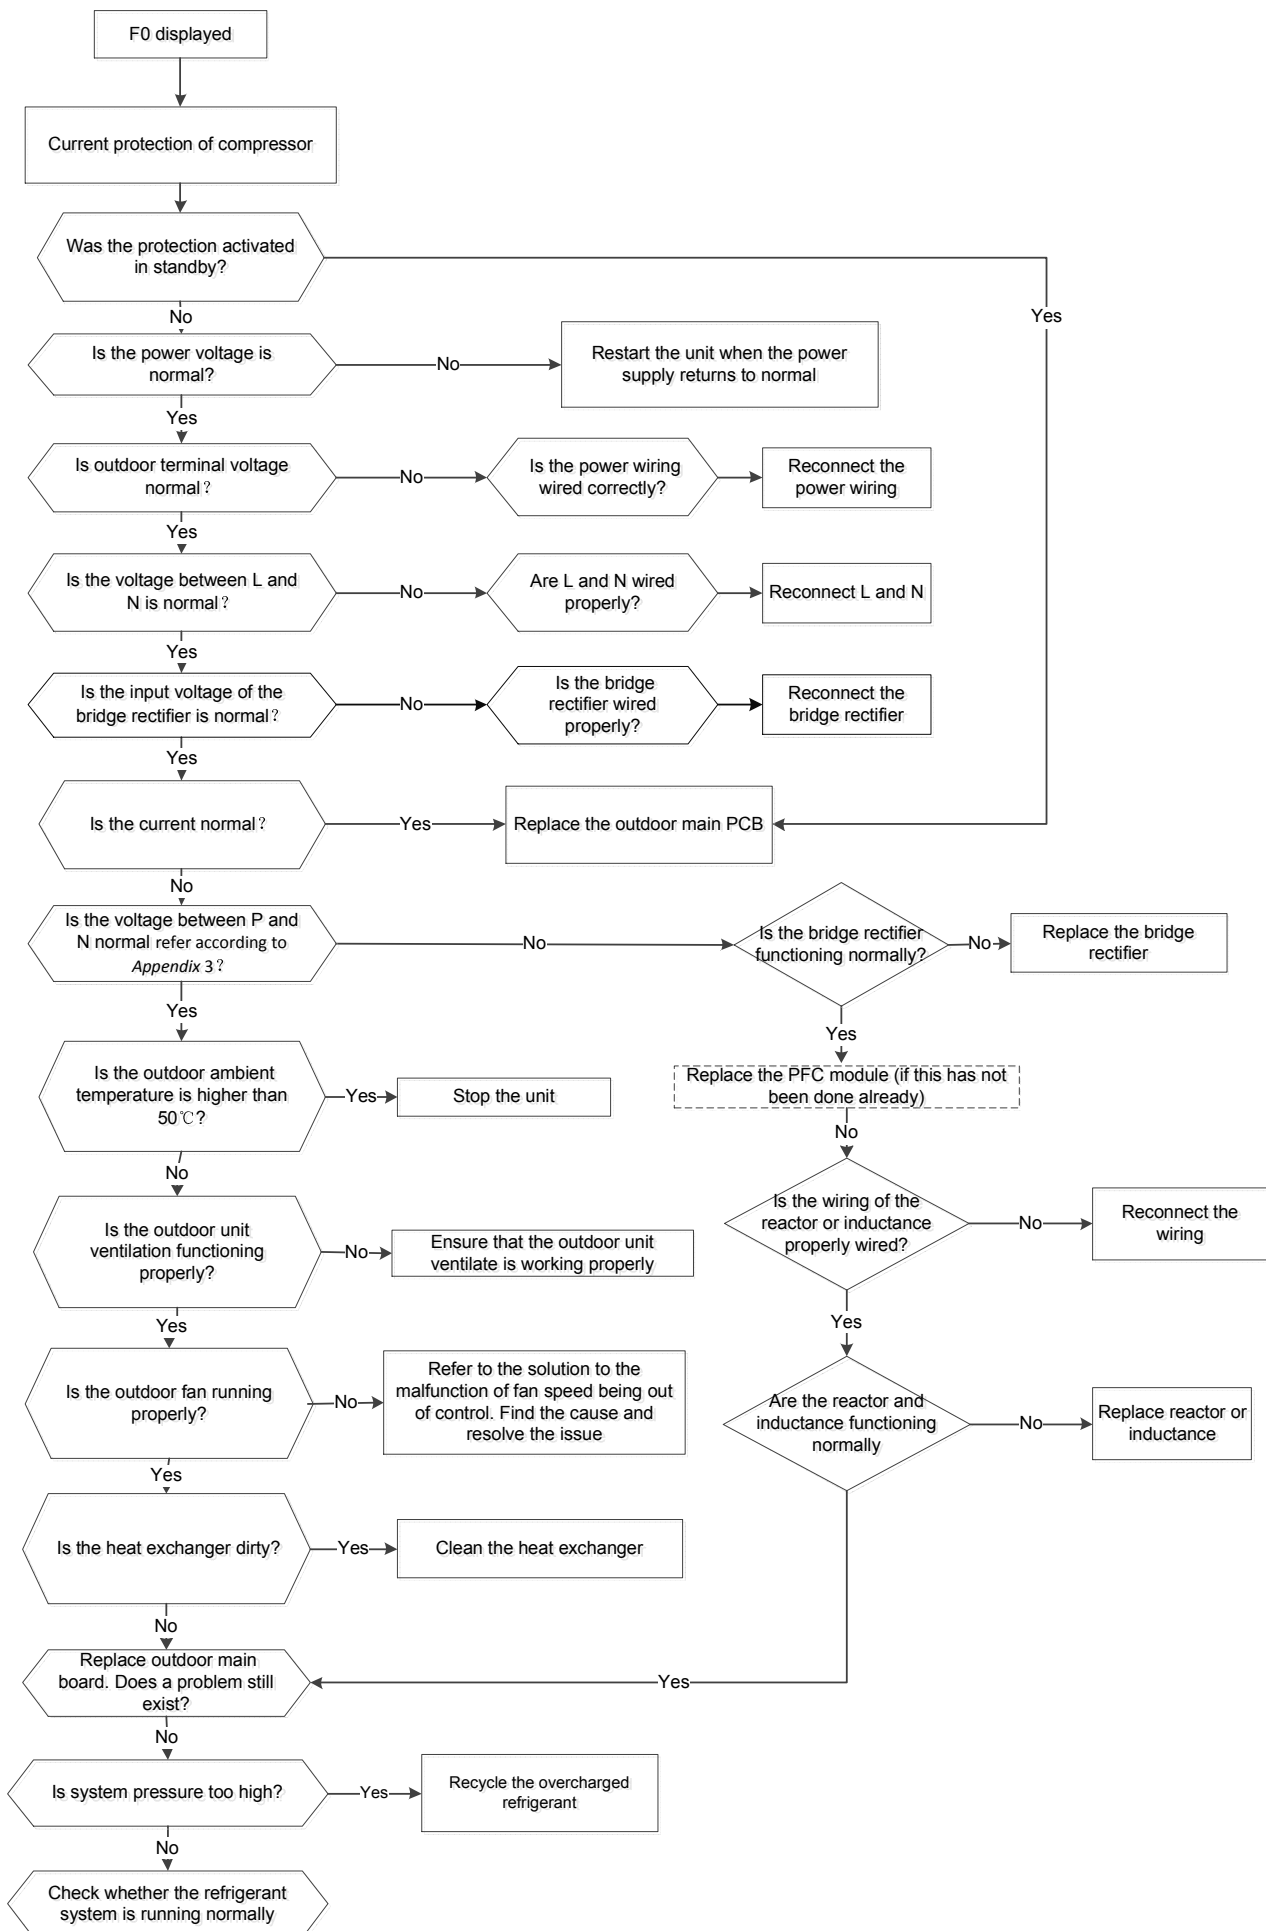 F0 displayed
Current protection of compressor
Was the protection activated
in standby?
Yes
No
Is the power voltage is
normal?
No
Restart the unit when the power
supply returns to normal
Yes
Is outdoor terminal voltage
normal？
No
Is the power wiring
wired correctly?
Reconnect the
power wiring
Yes
Is the voltage between L and
N is normal？
No
Are L and N wired
properly?
Reconnect L and N
Yes
Is the input voltage of the
bridge rectifier is normal？
No
Is the bridge
rectifier wired
properly?
Reconnect the
bridge rectifier
Yes
Is the current normal？
Yes
Replace the outdoor main PCB
No
Is the voltage between P and
N normal refer according to
Appendix 3？
No
Is the bridge rectifier
functioning normally?
No
Replace the bridge
rectifier
Yes
Yes
Is the outdoor ambient
temperature is higher than
50℃?
Yes
Stop the unit
Replace the PFC module (if this has not
been done already)
No
No
Is the outdoor unit
ventilation functioning
properly?
No
Ensure that the outdoor unit
ventilate is working properly
Is the wiring of the
reactor or inductance
properly wired?
No
Reconnect the
wiring
Yes
Yes
Is the outdoor fan running
properly?
No
Refer to the solution to the
malfunction of fan speed being out
of control. Find the cause and
resolve the issue
Are the reactor and
inductance functioning
normally
No
Replace reactor or
inductance
Yes
Is the heat exchanger dirty?
Yes
Clean the heat exchanger
No
Replace outdoor main
board. Does a problem still
exist?
Yes
No
Is system pressure too high?
Yes
Recycle the overcharged
refrigerant
No
Check whether the refrigerant
system is running normally